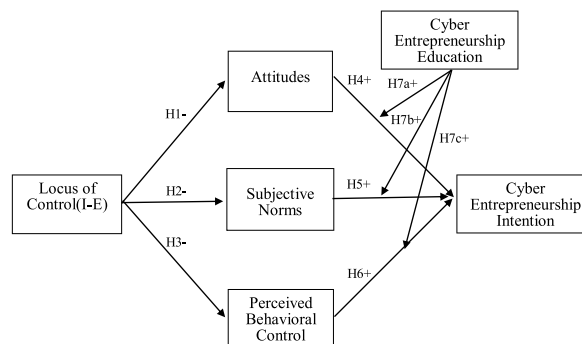 Cyber
Entrepreneurship
Education
Attitudes
H4+
H7a+
H7b+
H7c+
H1-
Locus of
Control(I-E)
H2-
Subjective
Norms
H5+
Cyber
Entrepreneurship
Intention
H3-
H6+
Perceived
Behavioral
Control